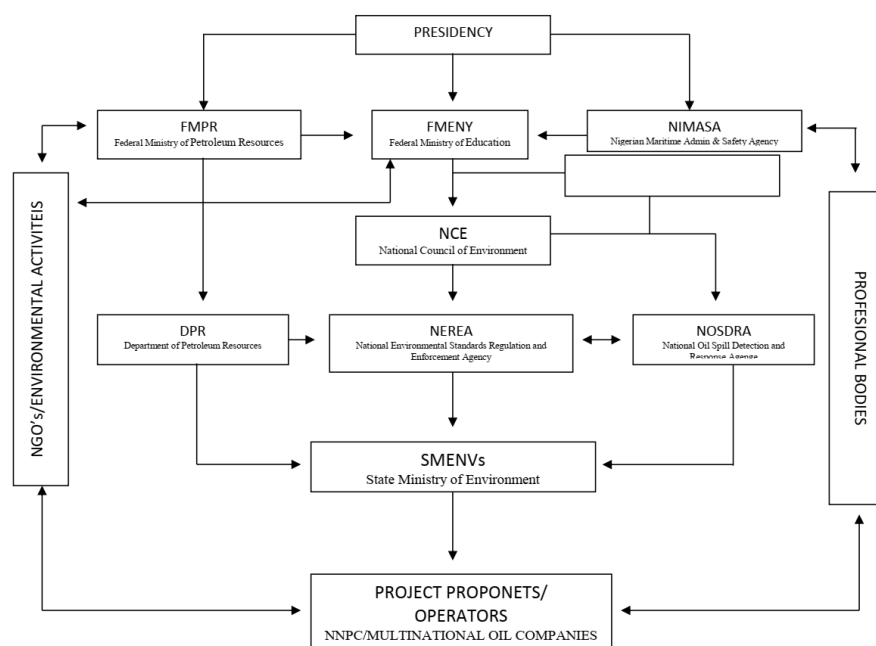 PRESIDENCY
FMPR
Federal Ministry of Petroleum Resources
FMENY
Federal Ministry of Education
NIMASA
Nigerian Maritime Admin & Safety Agency
NGO's/ENVIRONMENTAL ACTIVITEIS
PROFESIONAL BODIES
NCE
National Council of Environment
DPR
Department of Petroleum Resources
NEREA
National Environmental Standards Regulation and
Enforcement Agency
NOSDRA
National Oil Spill Detection and
Response Agenge
SMENVs
State Ministry of Environment
PROJECT PROPONETS/
OPERATORS
NNPC/MULTINATIONAL OIL COMPANIES